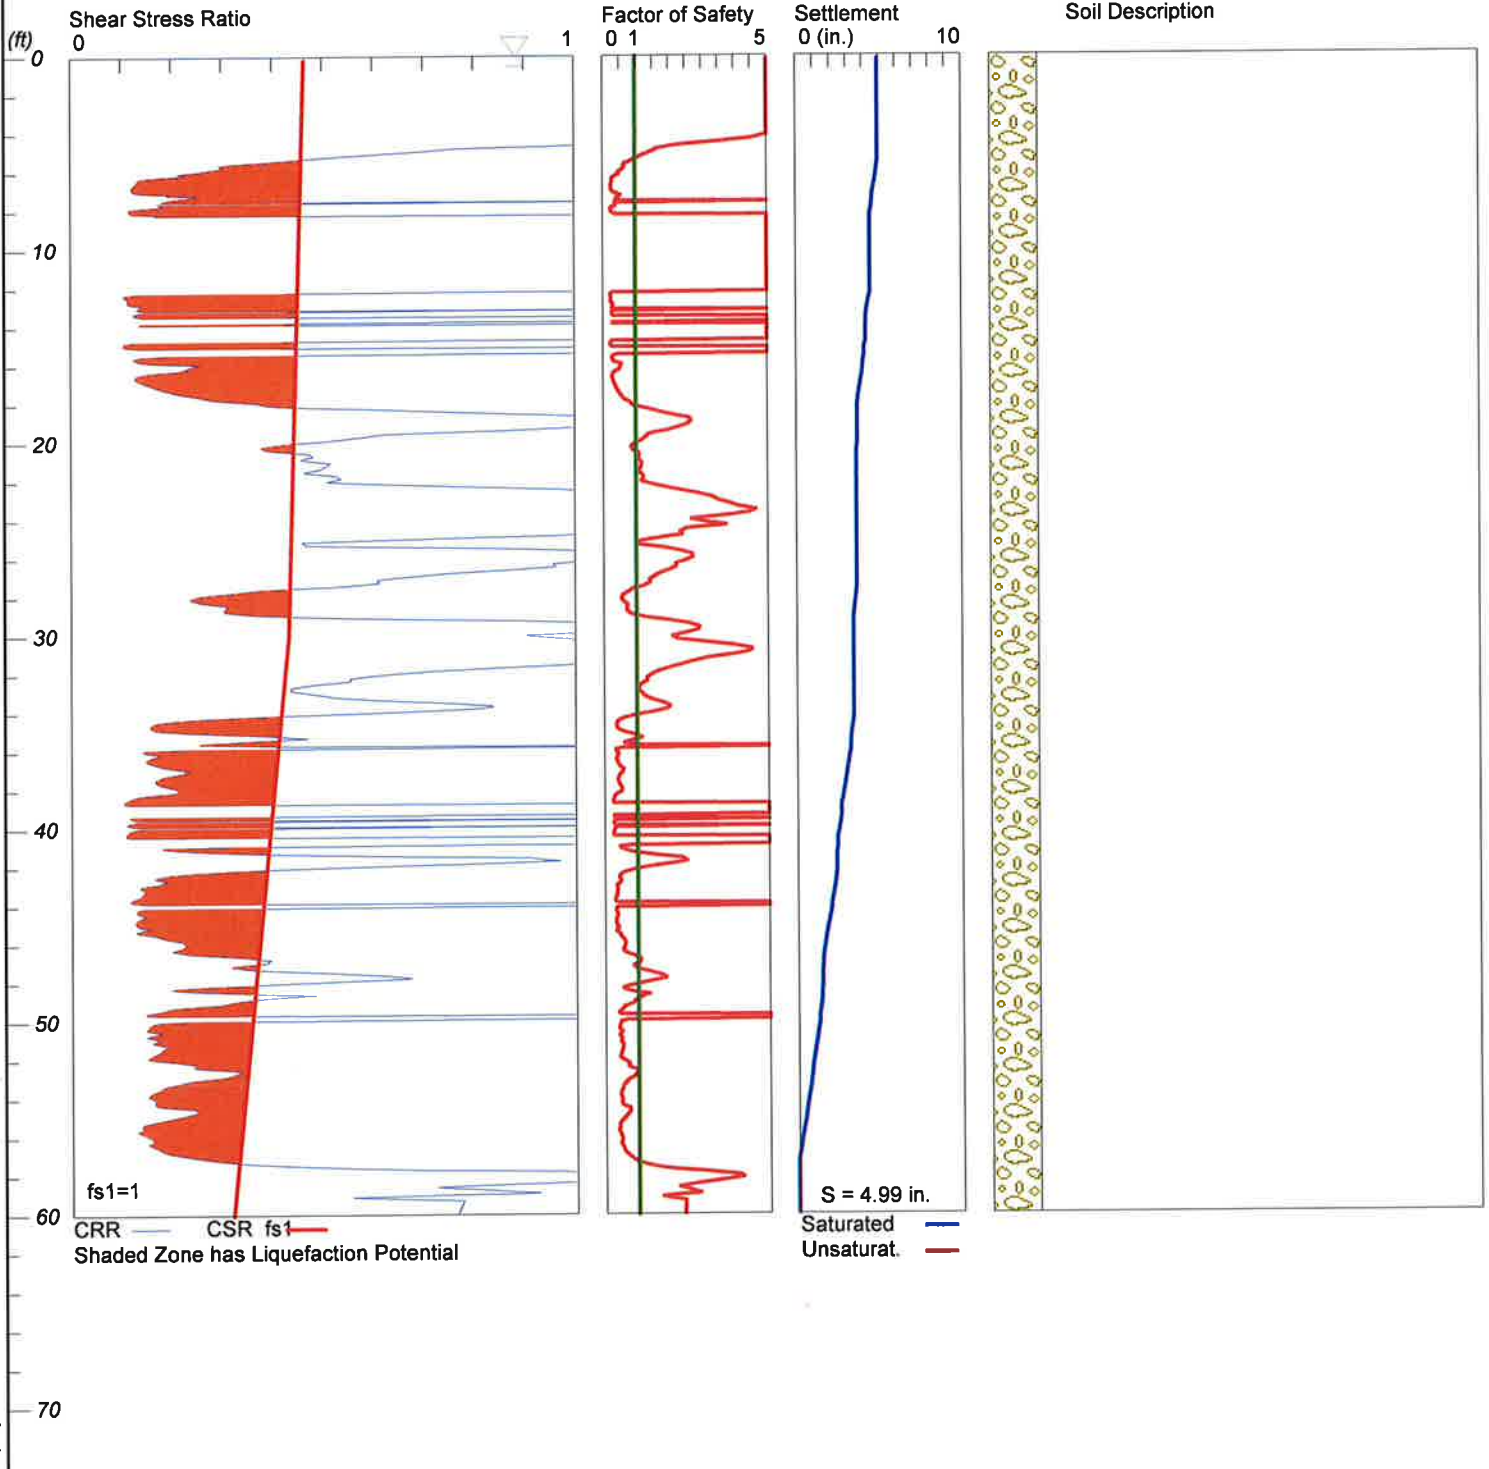 Shear Stress Ratio
Factor of Safety
Settlement
Soil Description
(ft)
0
1
0 1
5
0 (in.)
10
0
10
20
30
40
50
60
70
fs1=1
S = 4.99 in.
CRR
CSR fs1
Shaded Zone has Liquefaction Potential
Saturated
Unsaturat.